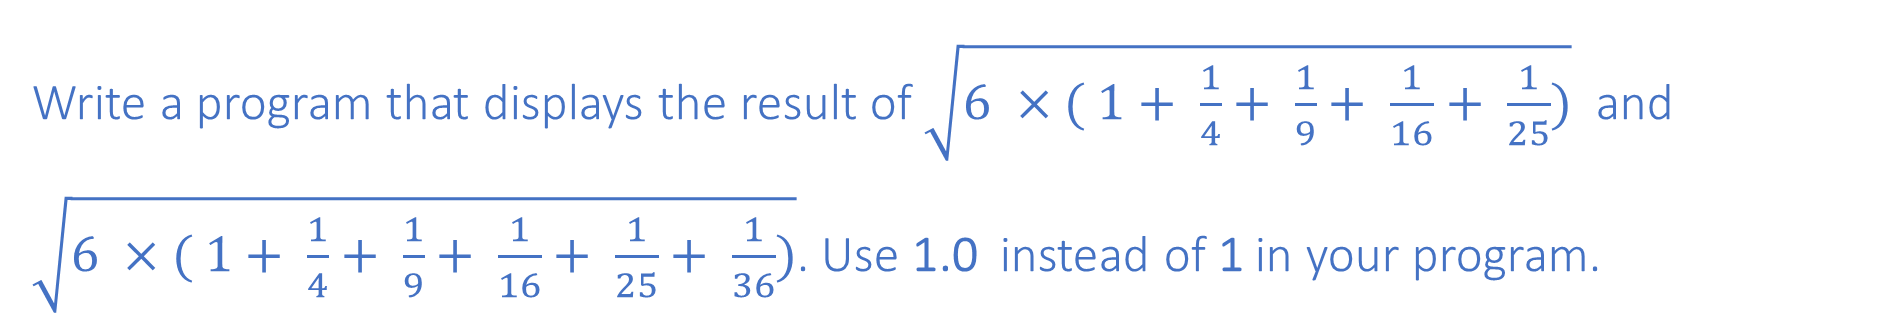 Write a program that displays the result of √(6 × ( 1 + 1/4 + 1/9 + 1/16 + 1/25)) and
√(6 × ( 1 + 1/4 + 1/9 + 1/16 + 1/25 + 1/36)). Use 1.0 instead of 1 in your program.